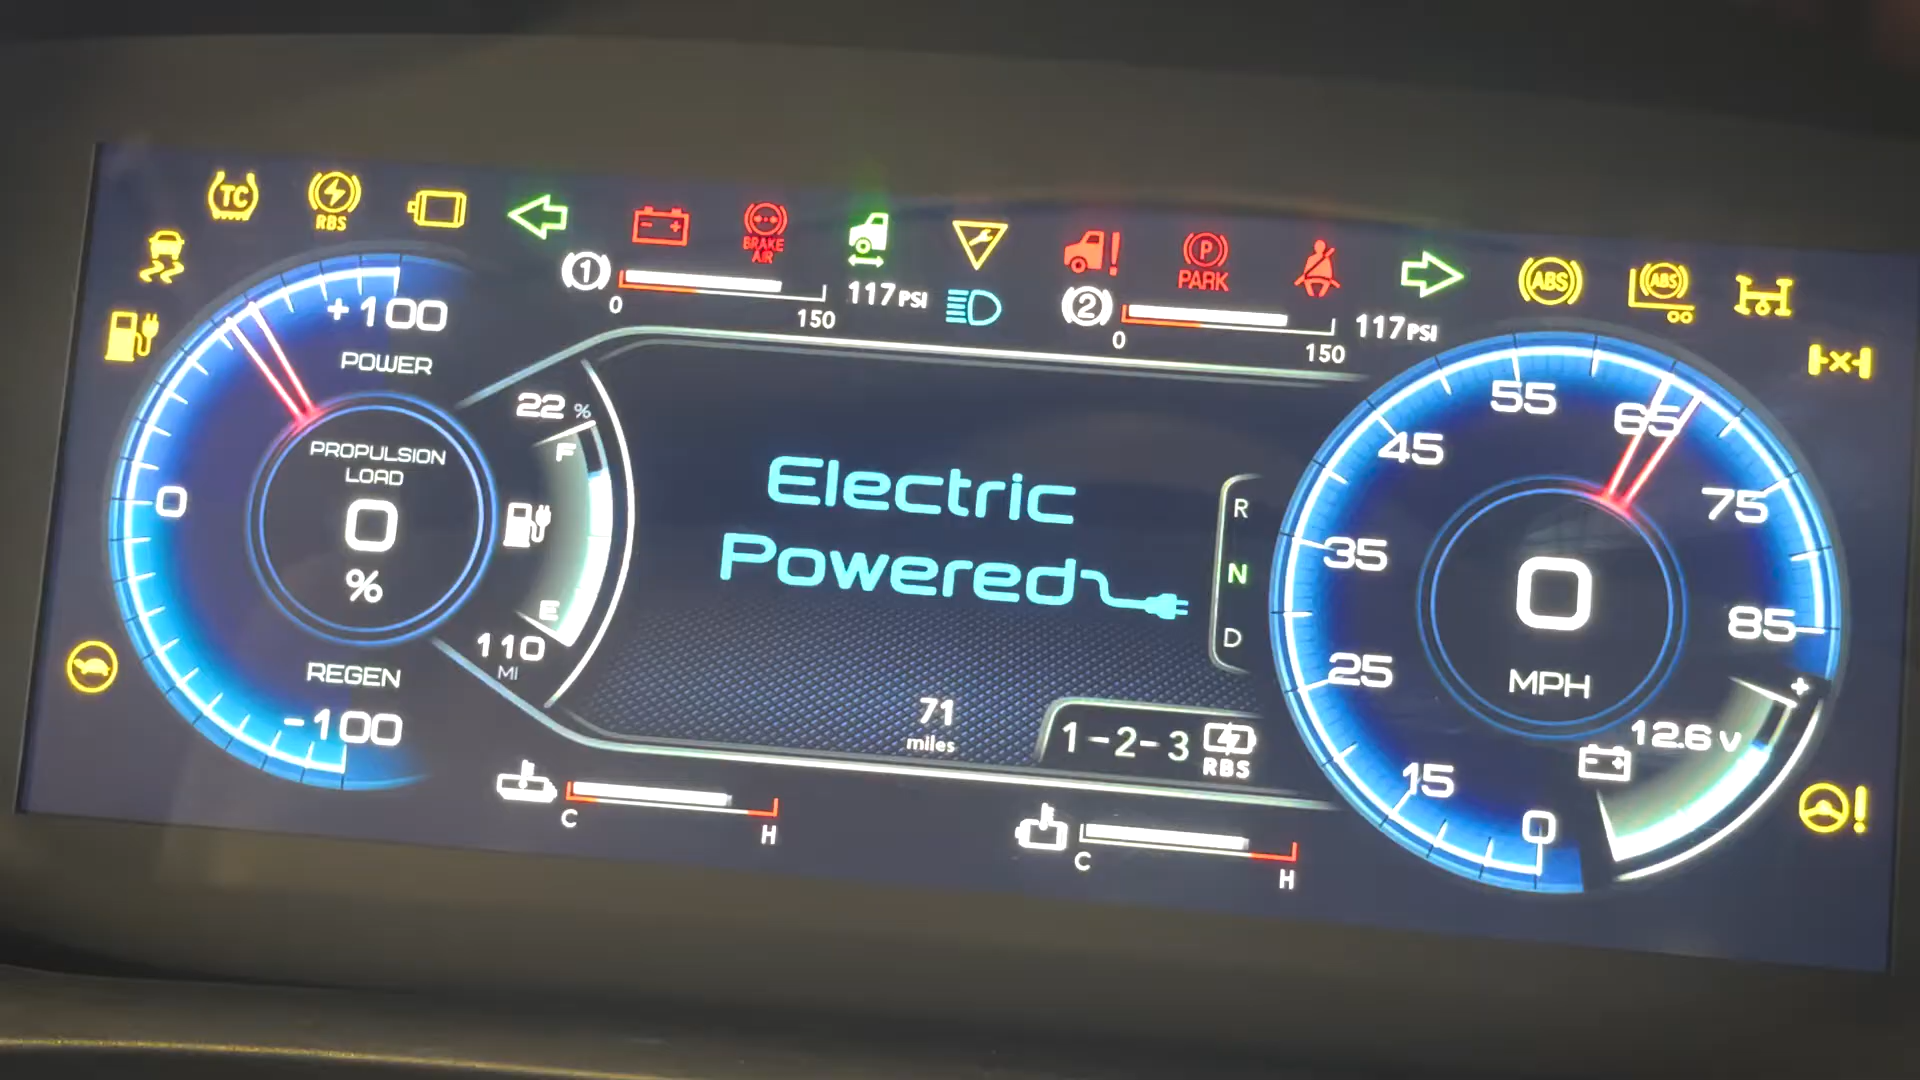 TC
RBS
BRAKE
AIR
P
PARK
ABS
ABS
1
0
150
117 PSI
2
0
150
117 PSI
+100
POWER
0
PROPULSION
LOAD
0
%
REGEN
-100
22 %
F
E
110
MI
Electric
Powered
R
N
D
71
miles
1-2-3
RBS
C
H
C
H
55
65
45
75
35
85
25
15
0
0
MPH
12.6 V